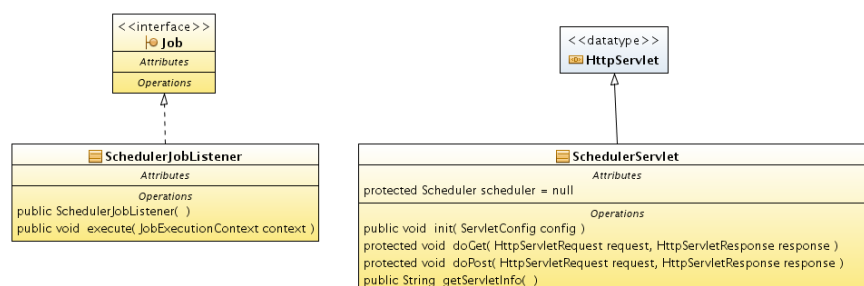 <<interface>>
Job
Attributes
Operations
SchedulerJobListener
Attributes
Operations
public SchedulerJobListener( )
public void execute( JobExecutionContext context )
<<datatype>>
HttpServlet
SchedulerServlet
Attributes
protected Scheduler scheduler = null
Operations
public void init( ServletConfig config )
protected void doGet( HttpServletRequest request, HttpServletResponse response )
protected void doPost( HttpServletRequest request, HttpServletResponse response )
public String getServletInfo( )